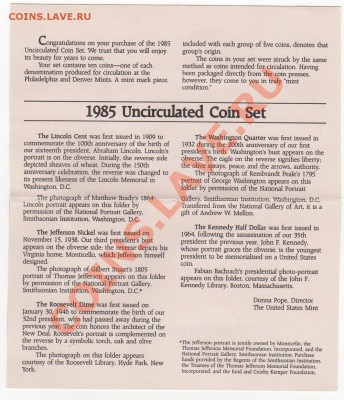 COINS.LAVE.RU
Congratulations on your purchase of the 1985
Uncirculated Coin Set. We trust that you will enjoy
its beauty for years to come.
Your set contains ten coins—one of each
denomination produced for circulation at the
Philadelphia and Denver Mints. A mint mark piece,
included with each group of five coins, denotes that
group's origin.
The coins in your set were struck by the same
method as coins intended for circulation. Having
been packaged directly from the coin presses,
however, they come to you in truly "mint
condition."
1985 Uncirculated Coin Set
The Lincoln Cent was first issued in 1909 to
commemorate the 100th anniversary of the birth of
our sixteenth president, Abraham Lincoln. Lincoln's
portrait is on the obverse. Initially, the reverse side
depicted sheaves of wheat. During the 150th
anniversary celebration, the reverse was changed to
its present likeness of the Lincoln Memorial in
Washington, D.C.
The photograph of Matthew Brady's 1864
Lincoln portrait appears on this folder by
permission of the National Portrait Gallery,
Smithsonian Institution, Washington, D.C.
The Jefferson Nickel was first issued on
November 15, 1938. Our third president's bust
appears on the obverse side; the reverse depicts his
Virginia home, Monticello, which Jefferson himself
designed.
The photograph of Gilbert Stuart's 1805
portrait of Thomas Jefferson appears on this folder
by permission of the National Portrait Gallery,
Smithsonian Institution, Washington, D.C.*
The Roosevelt Dime was first issued on
January 30, 1946 to commemorate the birth of our
32nd president, who had passed away during the
previous year. The obverse honors the architect of
the New Deal. Roosevelt's portrait is complemented on
the reverse by a symbolic torch, oak and olive
branches.
The photograph on this folder appears
courtesy of the Roosevelt Library, Hyde Park, New
York.
The Washington Quarter was first issued in
1932 during the 200th anniversary of our first
president's birth. Washington's bust appears on the
obverse. The eagle on the reverse signifies liberty,
the olive sprays, peace; and the arrows, authority.
The photograph of Rembrandt Peale's 1795
portrait of George Washington appears on this
folder by permission of the National Portrait
Gallery, Smithsonian Institution, Washington, D.C.
Transferred from the National Gallery of Art, it is a
gift of Andrew W. Mellon.
The Kennedy Half Dollar was first issued in
1964, following the assassination of our 35th
president the previous year. John F. Kennedy,
whose portrait graces the obverse, is the youngest
president to be memorialized on a United States
coin.
Fabian Bachrach's presidential photo-portrait
appears on this folder, courtesy of the John F.
Kennedy Library, Boston, Massachusetts.
Donna Pope, Director
The United States Mint
*The Jefferson portrait is jointly owned by Monticello, the
Thomas Jefferson Memorial Foundation, Incorporated, and the
National Portrait Gallery, Smithsonian Institution. Purchase
funds provided by the Regents of the Smithsonian Institution,
the Trustees of the Thomas Jefferson Memorial Foundation,
Incorporated, and the Enid and Crosby Kemper Foundation.
COINS.LAVE.RU